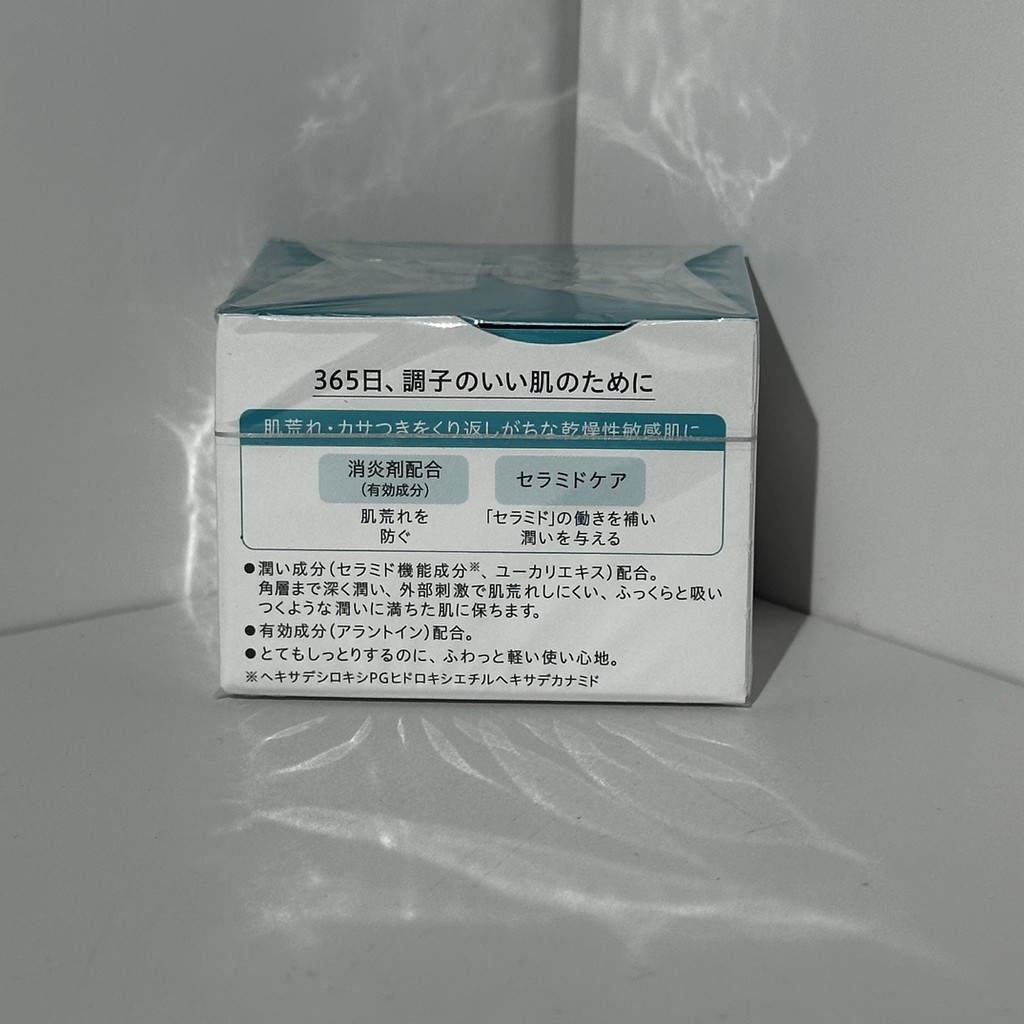 365日、調子のいい肌のために
肌荒れ・カサつきをくり返しがちな乾燥性敏感肌に
消炎剤配合
(有効成分)
セラミドケア
肌荒れを
防ぐ
「セラミド」の働きを補い
潤いを与える
●潤い成分(セラミド機能成分※、ユーカリエキス)配合。
角層まで深く潤い、外部刺激で肌荒れしにくい、ふっくらと吸い
つくような潤いに満ちた肌に保ちます。
●有効成分(アラントイン)配合。
●とてもしっとりするのに、ふわっと軽い使い心地。
※ヘキサデシロキシPGヒドロキシエチルヘキサデカナミド